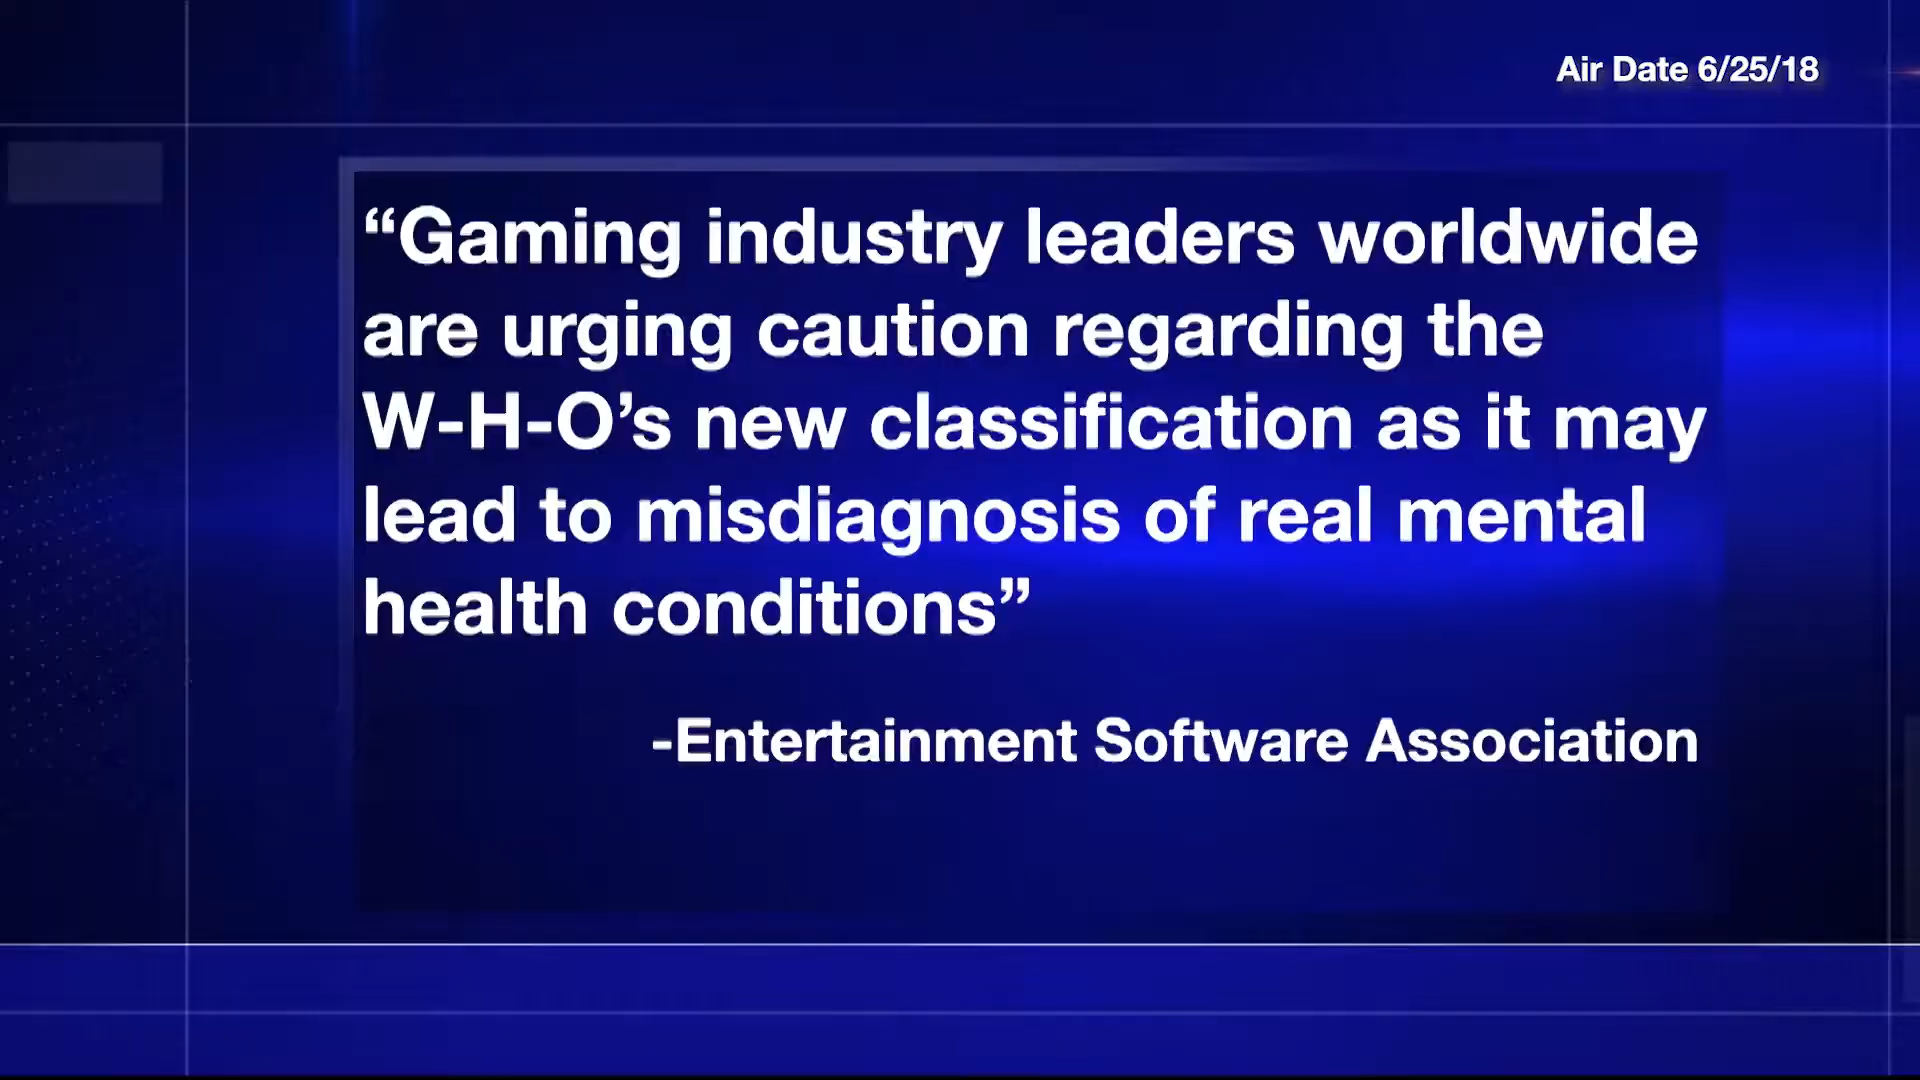 Air Date 6/25/18
“Gaming industry leaders worldwide
are urging caution regarding the
W-H-O’s new classification as it may
lead to misdiagnosis of real mental
health conditions”
-Entertainment Software Association